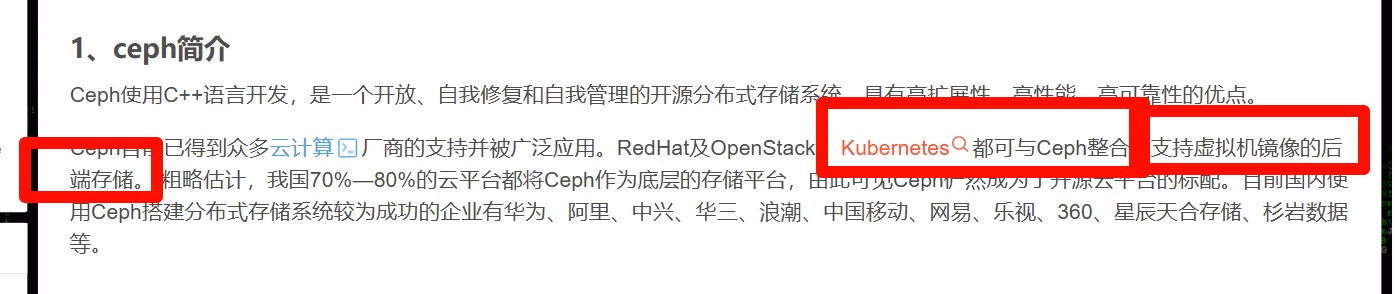 1、ceph简介
Ceph使用C++语言开发，是一个开放、自我修复和自我管理的开源分布式存储系统，具有高扩展性、高性能、高可靠性的优点。
Ceph目前已得到众多云计算厂商的支持并被广泛应用。RedHat及OpenStack Kubernetes都可与Ceph整合 支持虚拟机镜像的后
端存储。粗略估计，我国70%—80%的云平台都将Ceph作为底层的存储平台，由此可见Ceph俨然成为了开源云平台的标配。目前国内使
用Ceph搭建分布式存储系统较为成功的企业有华为、阿里、中兴、华三、浪潮、中国移动、网易、乐视、360、星辰天合存储、杉岩数据
等。